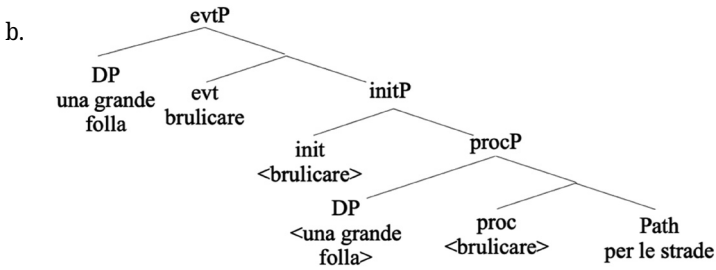 b.
evtP
DP
una grande
folla
evt
brulicare
initP
init
<brulicare>
procP
DP
<una grande
folla>
proc
<brulicare>
Path
per le strade